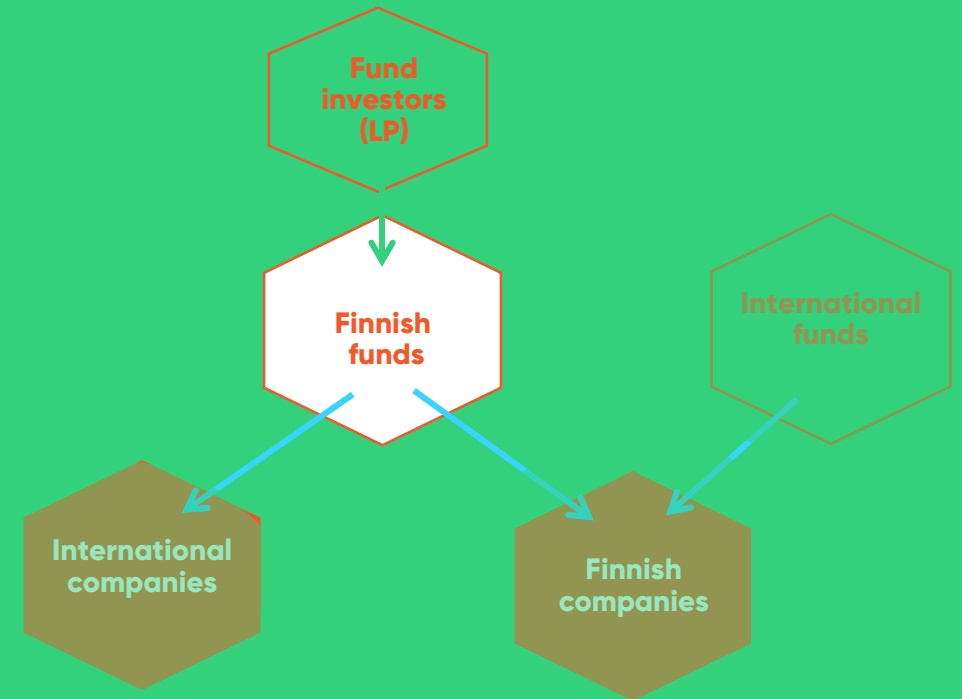 Fund
investors
(LP)
Finnish
funds
International
funds
International
companies
Finnish
companies